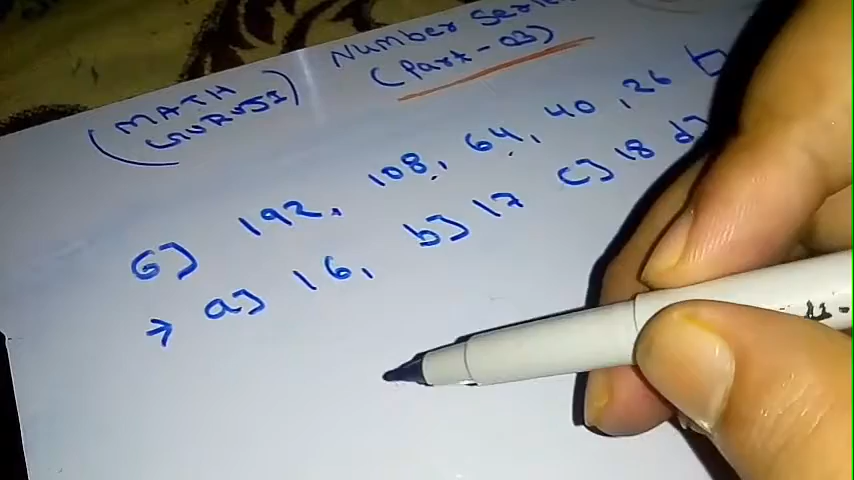 Number Series
(MATH GURUJI) (Part-03)
6] 192, 108, 64, 40, 26
→ a] 16, b] 17 c] 18 d]